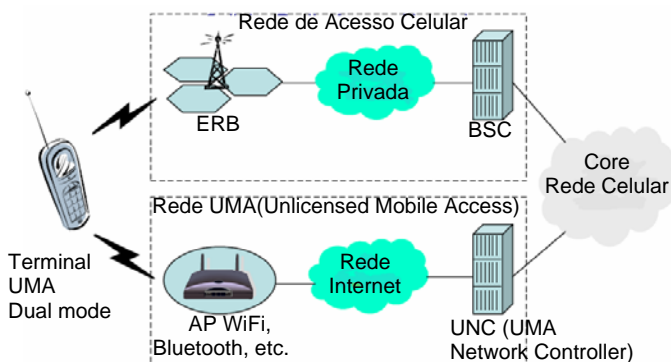 Rede de Acesso Celular
Rede
Privada
ERB
BSC
Core
Rede Celular
Rede UMA(Unlicensed Mobile Access)
Terminal
UMA
Dual mode
Rede
Internet
AP WiFi,
Bluetooth, etc.
UNC (UMA
Network Controller)